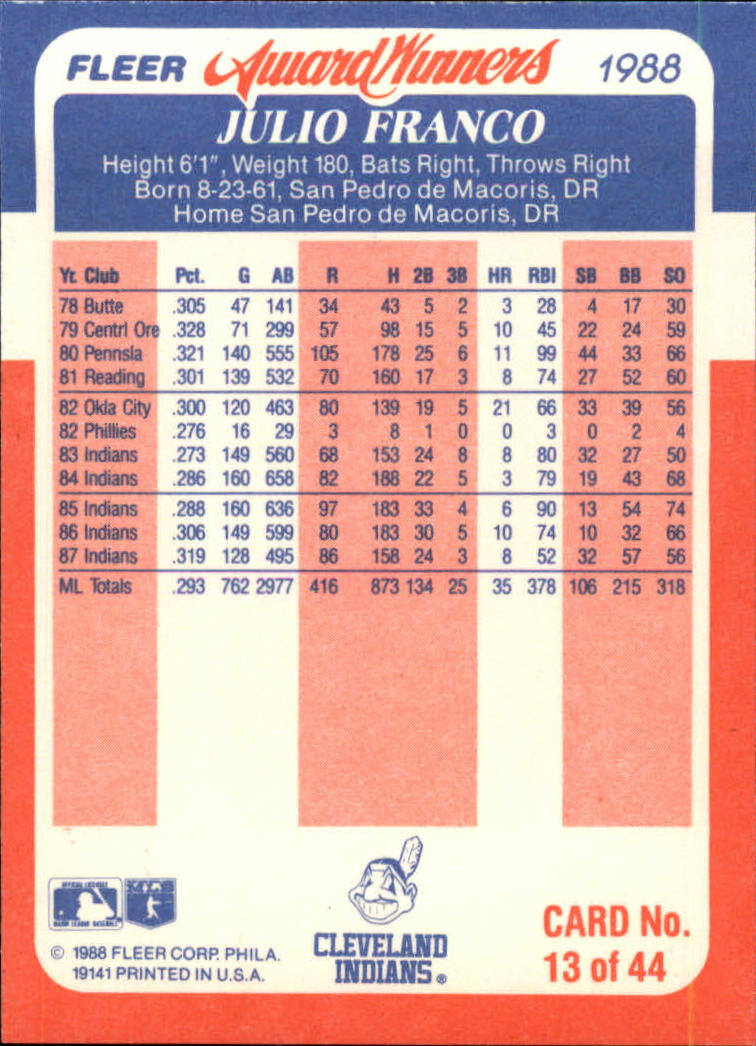 FLEER Award Winners 1988
JULIO FRANCO
Height 6'1", Weight 180, Bats Right, Throws Right
Born 8-23-61, San Pedro de Macoris, DR
Home San Pedro de Macoris, DR
Yr. Club Pct. G AB R H 2B 3B HR RBI SB BB SO
78 Butte .305 47 141 34 43 5 2 3 28 4 17 30
79 Centrl Ore .328 71 299 57 98 15 5 10 45 22 24 59
80 Pennsla .321 140 555 105 178 25 6 11 99 44 33 66
81 Reading .301 139 532 70 160 17 3 8 74 27 52 60
82 Okla City .300 120 463 80 139 19 5 21 66 33 39 56
82 Phillies .276 16 29 3 8 1 0 0 3 0 2 4
83 Indians .273 149 560 68 153 24 8 8 80 32 27 50
84 Indians .286 160 658 82 188 22 5 3 79 19 43 68
85 Indians .288 160 636 97 183 33 4 6 90 13 54 74
86 Indians .306 149 599 80 183 30 5 10 74 10 32 66
87 Indians .319 128 495 86 158 24 3 8 52 32 57 56
ML Totals .293 762 2977 416 873 134 25 35 378 106 215 318
OFFICIAL LICENSEE
MAJOR LEAGUE BASEBALL
© 1988 FLEER CORP. PHILA.
19141 PRINTED IN U.S.A.
CLEVELAND
INDIANS®
CARD No.
13 of 44